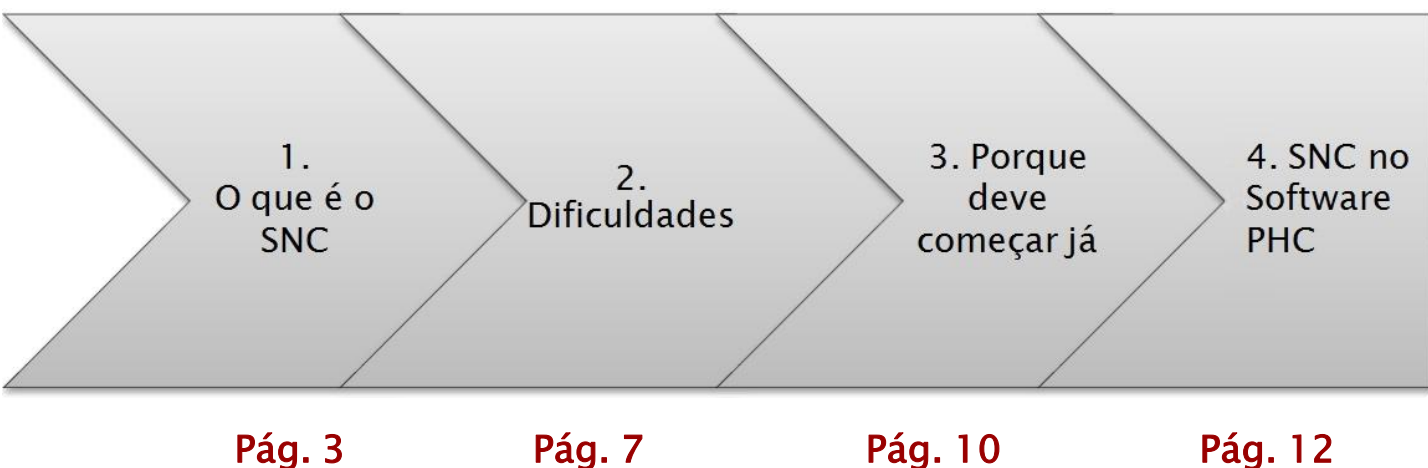 1.
O que é o
SNC
2.
Dificuldades
3. Porque
deve
começar já
4. SNC no
Software
PHC
Pág. 3
Pág. 7
Pág. 10
Pág. 12